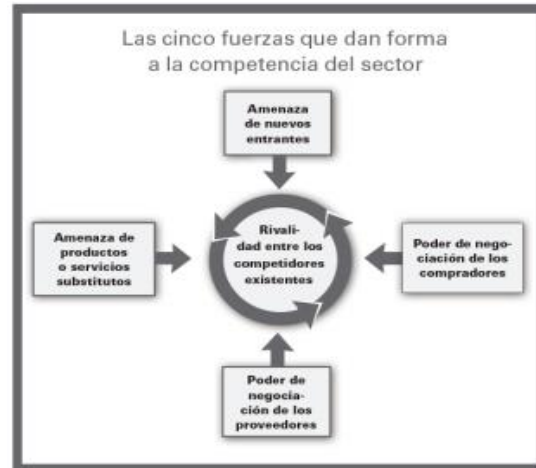 Las cinco fuerzas que dan forma
a la competencia del sector
Amenaza
de nuevos
entrantes
Amenaza de
productos
o servicios
substitutos
Rivali-
dad entre los
competidores
existentes
Poder de nego-
ciación de los
compradores
Poder de
negocia-
ción de los
proveedores